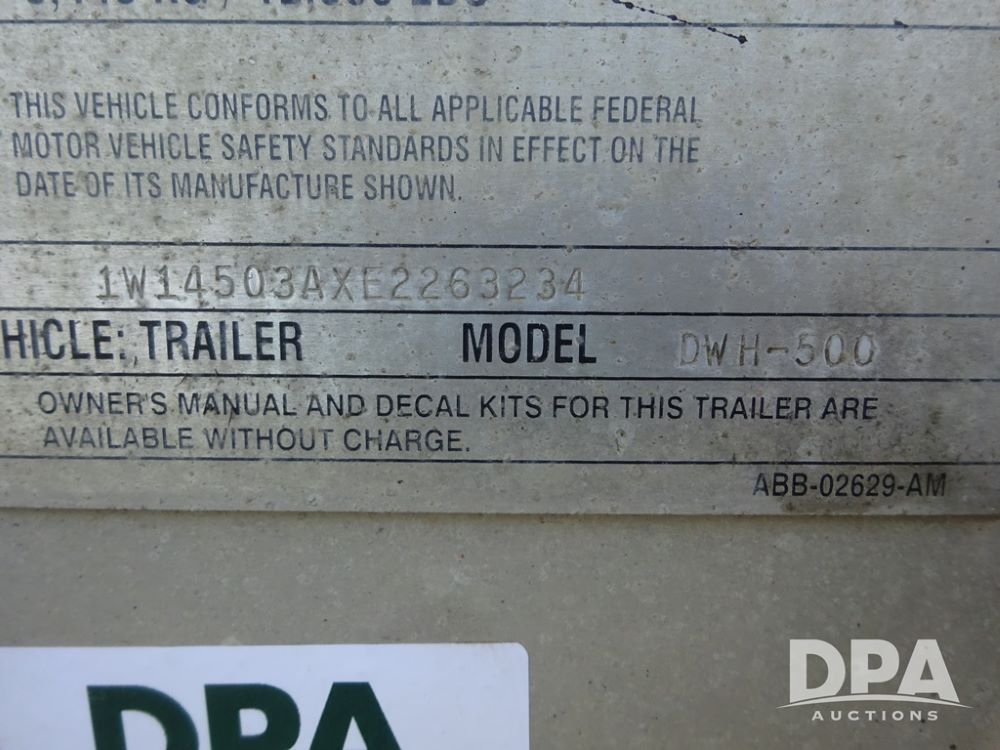 THIS VEHICLE CONFORMS TO ALL APPLICABLE FEDERAL
MOTOR VEHICLE SAFETY STANDARDS IN EFFECT ON THE
DATE OF ITS MANUFACTURE SHOWN.
1W14503AXE2263234
HICLE: TRAILER MODEL DWH-500
OWNER'S MANUAL AND DECAL KITS FOR THIS TRAILER ARE
AVAILABLE WITHOUT CHARGE.
ABB-02629-AM
DPA
DPA
AUCTIONS